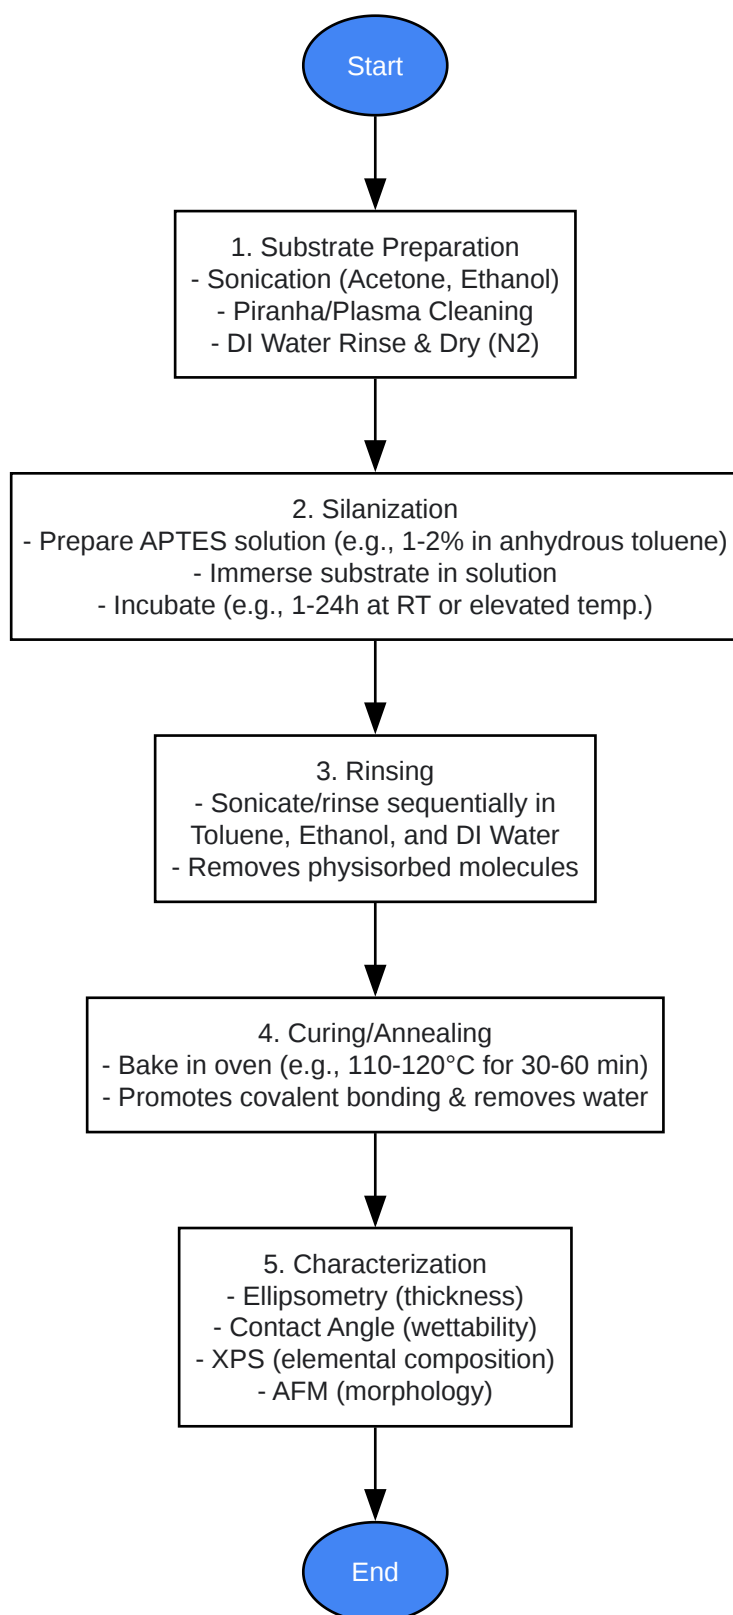 Start
1. Substrate Preparation
- Sonication (Acetone, Ethanol)
- Piranha/Plasma Cleaning
- DI Water Rinse & Dry (N2)
2. Silanization
- Prepare APTES solution (e.g., 1-2% in anhydrous toluene)
- Immerse substrate in solution
- Incubate (e.g., 1-24h at RT or elevated temp.)
3. Rinsing
- Sonicate/rinse sequentially in
Toluene, Ethanol, and DI Water
- Removes physisorbed molecules
4. Curing/Annealing
- Bake in oven (e.g., 110-120°C for 30-60 min)
- Promotes covalent bonding & removes water
5. Characterization
- Ellipsometry (thickness)
- Contact Angle (wettability)
- XPS (elemental composition)
- AFM (morphology)
End